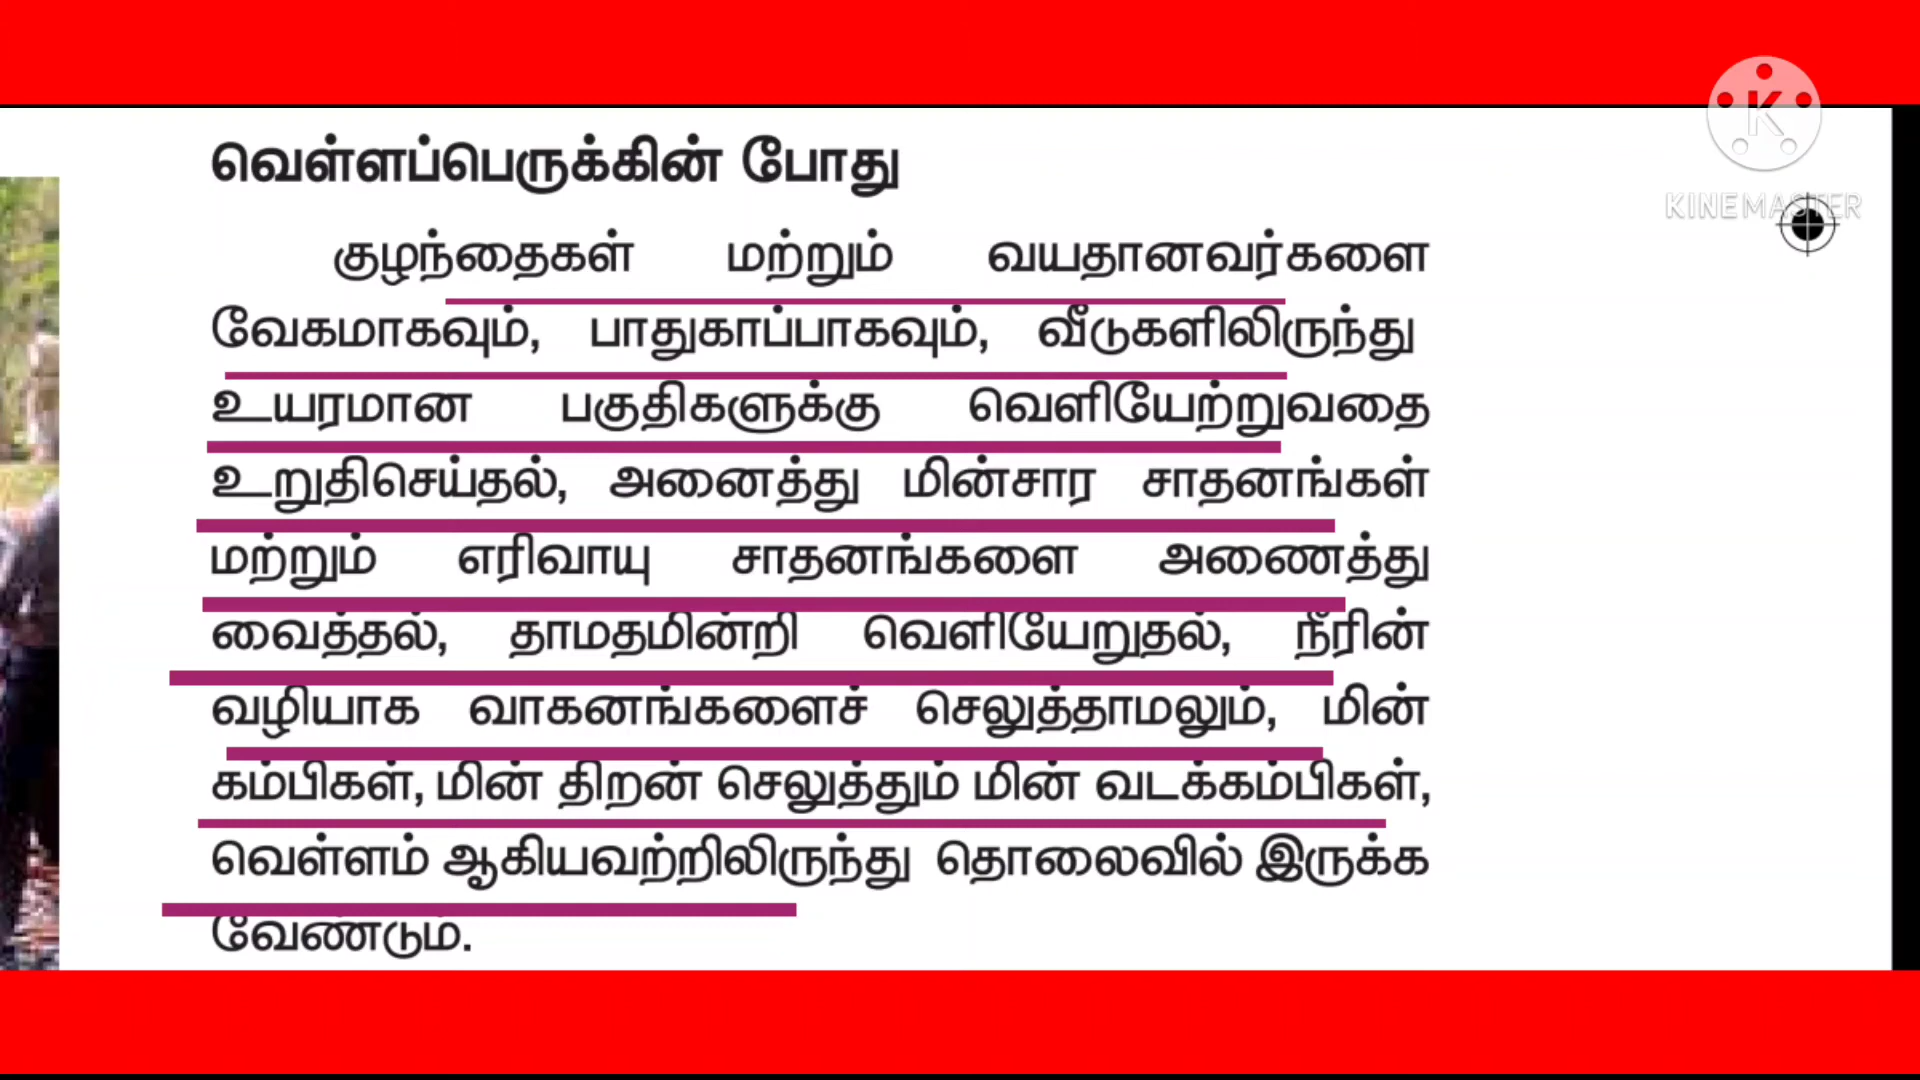 வெள்ளப்பெருக்கின் போது
குழந்தைகள் மற்றும் வயதானவர்களை
வேகமாகவும், பாதுகாப்பாகவும், வீடுகளிலிருந்து
உயரமான பகுதிகளுக்கு வெளியேற்றுவதை
உறுதிசெய்தல், அனைத்து மின்சார சாதனங்கள்
மற்றும் எரிவாயு சாதனங்களை அணைத்து
வைத்தல், தாமதமின்றி வெளியேறுதல், நீரின்
வழியாக வாகனங்களைச் செலுத்தாமலும், மின்
கம்பிகள், மின் திறன் செலுத்தும் மின் வடக்கம்பிகள்,
வெள்ளம் ஆகியவற்றிலிருந்து தொலைவில் இருக்க
வேண்டும்.
K
KINEMASTER